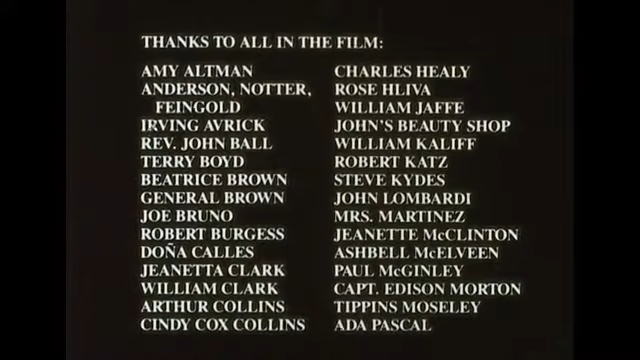 THANKS TO ALL IN THE FILM:
AMY ALTMAN
ANDERSON, NOTTER,
FEINGOLD
IRVING AVRICK
REV. JOHN BALL
TERRY BOYD
BEATRICE BROWN
GENERAL BROWN
JOE BRUNO
ROBERT BURGESS
DOÑA CALLES
JEANETTA CLARK
WILLIAM CLARK
ARTHUR COLLINS
CINDY COX COLLINS
CHARLES HEALY
ROSE HLIVA
WILLIAM JAFFE
JOHN'S BEAUTY SHOP
WILLIAM KALIFF
ROBERT KATZ
STEVE KYDES
JOHN LOMBARDI
MRS. MARTINEZ
JEANETTE McCLINTON
ASHBELL McELVEEN
PAUL McGINLEY
CAPT. EDISON MORTON
TIPPINS MOSELEY
ADA PASCAL